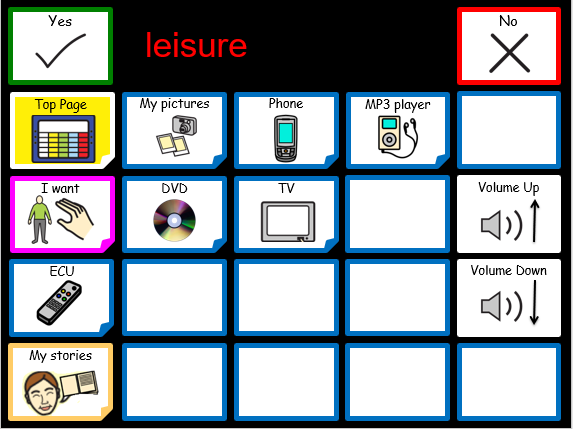 Yes
leisure
No
Top Page
My pictures
Phone
MP3 player
I want
DVD
TV
Volume Up
ECU
Volume Down
My stories